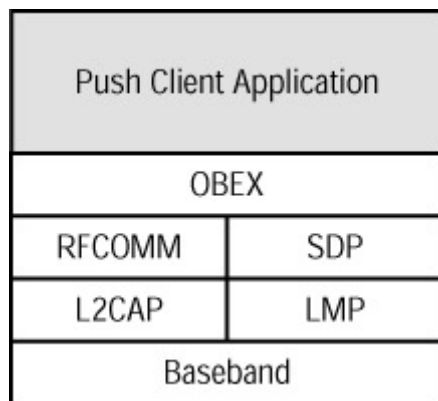 Push Client Application
OBEX
RFCOMM SDP
L2CAP LMP
Baseband